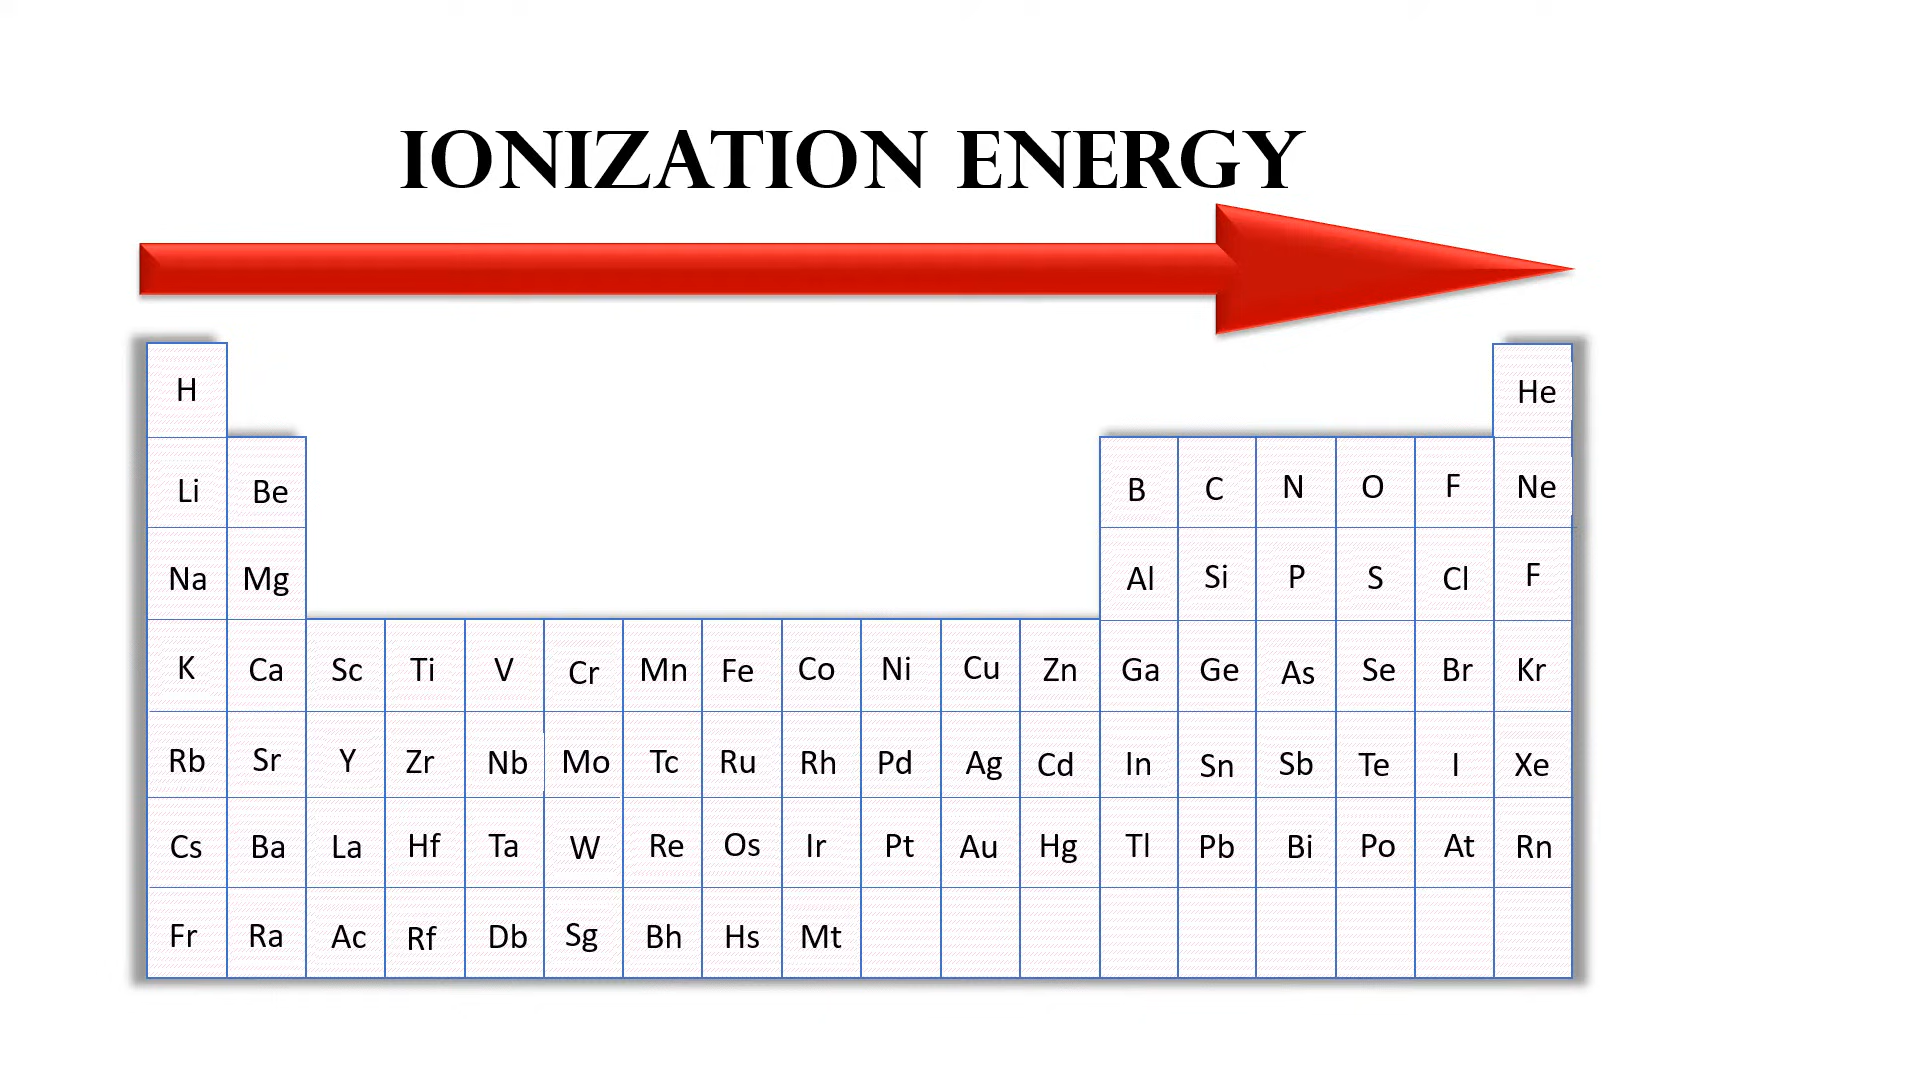 IONIZATION ENERGY
H He
Li Be B C N O F Ne
Na Mg Al Si P S Cl F
K Ca Sc Ti V Cr Mn Fe Co Ni Cu Zn Ga Ge As Se Br Kr
Rb Sr Y Zr Nb Mo Tc Ru Rh Pd Ag Cd In Sn Sb Te I Xe
Cs Ba La Hf Ta W Re Os Ir Pt Au Hg Tl Pb Bi Po At Rn
Fr Ra Ac Rf Db Sg Bh Hs Mt